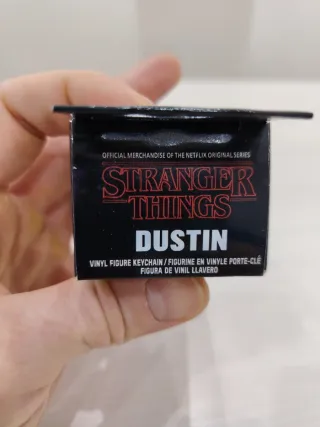 OFFICIAL MERCHANDISE OF THE NETFLIX ORIGINAL SERIES
STRANGER
THINGS
DUSTIN
VINYL FIGURE KEYCHAIN / FIGURINE EN VINYLE PORTE-CLÉ
FIGURA DE VINIL LLAVERO